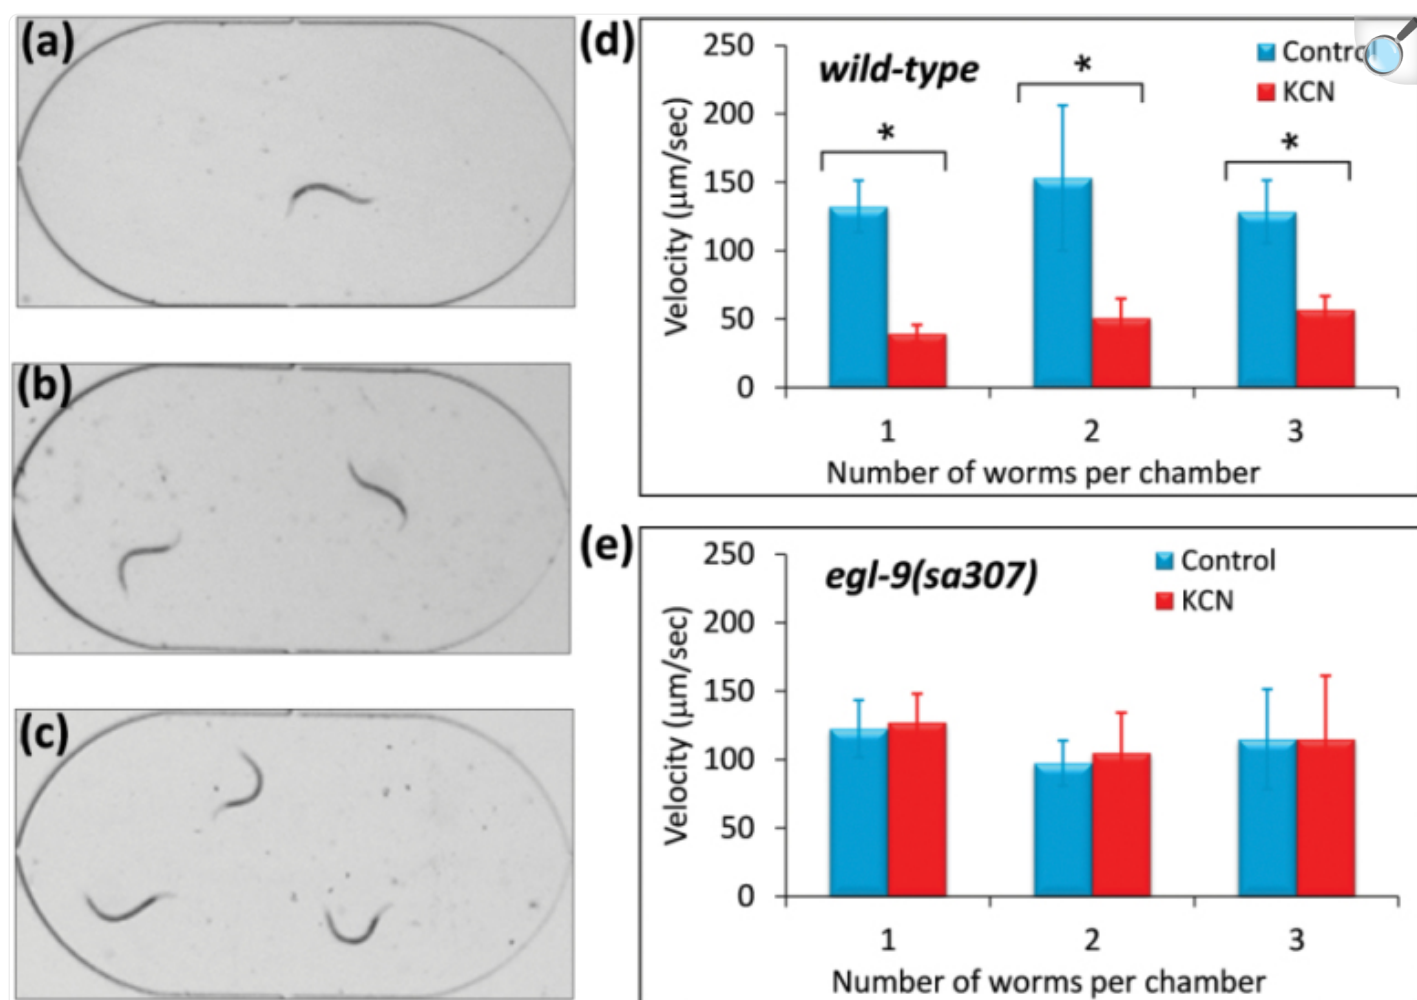 (a)
(b)
(c)
(d)
wild-type
Control
KCN
*
*
*
Velocity (μm/sec)
250
200
150
100
50
0
1 2 3
Number of worms per chamber
(e)
egl-9(sa307)
Control
KCN
Velocity (μm/sec)
250
200
150
100
50
0
1 2 3
Number of worms per chamber